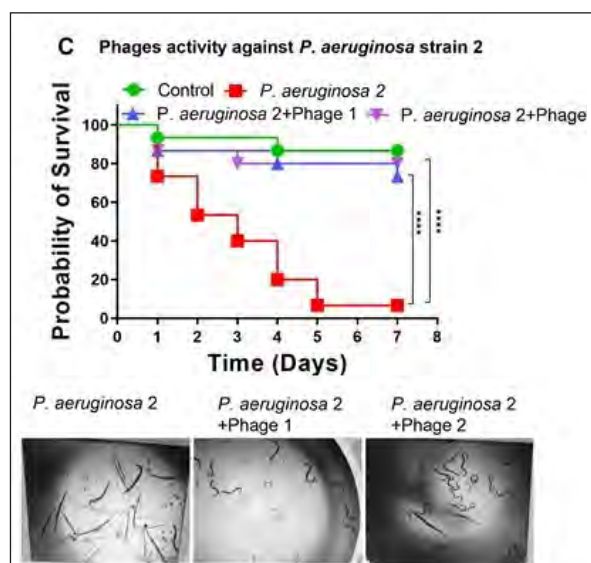 C Phages activity against P. aeruginosa strain 2
Control P. aeruginosa 2
P. aeruginosa 2+Phage 1 P. aeruginosa 2+Phage
Probability of Survival
100
80
60
40
20
0
0 1 2 3 4 5 6 7 8
Time (Days)
****
****
P. aeruginosa 2
P. aeruginosa 2
+Phage 1
P. aeruginosa 2
+Phage 2